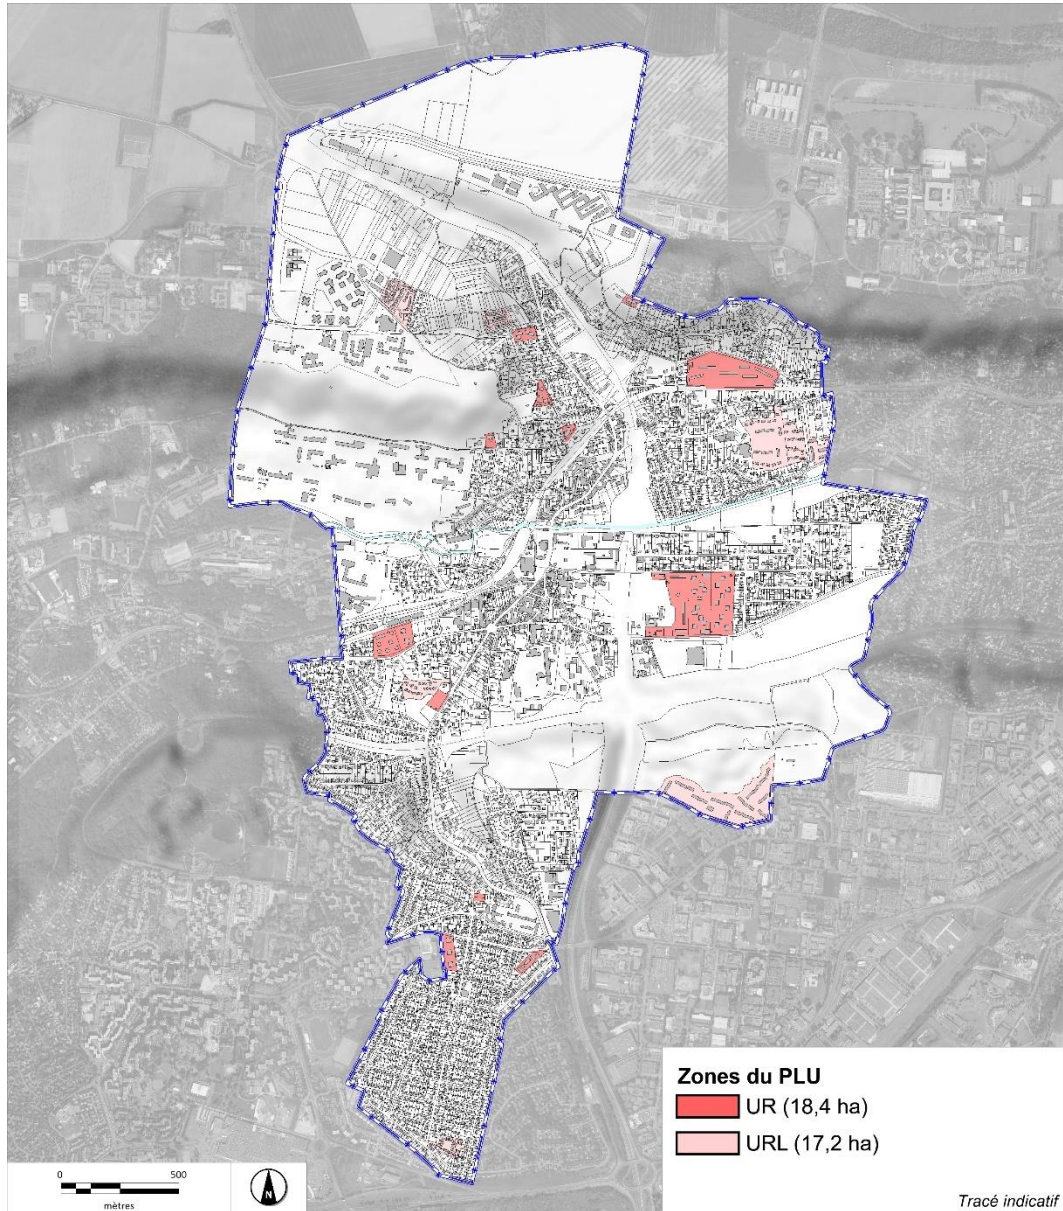 Zones du PLU
UR (18,4 ha)
URL (17,2 ha)
0 500
mètres
N
Tracé indicatif